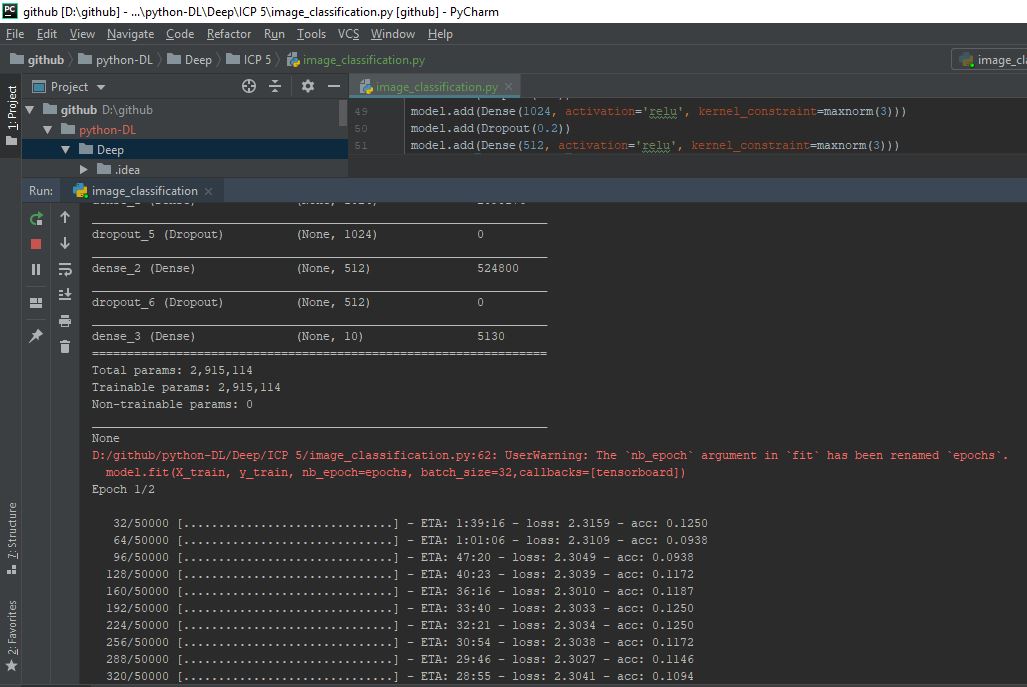 github [D:\github] - ...\python-DL\Deep\ICP 5\image_classification.py [github] - PyCharm
File Edit View Navigate Code Refactor Run Tools VCS Window Help
github python-DL Deep ICP 5 image_classification.py
Project
image_classification.py
1: Project
github D:\github
python-DL
Deep
.idea
49 model.add(Dense(1024, activation='relu', kernel_constraint=maxnorm(3)))
50 model.add(Dropout(0.2))
51 model.add(Dense(512, activation='relu', kernel_constraint=maxnorm(3)))
Run: image_classification
dropout_5 (Dropout) (None, 1024) 0
dense_2 (Dense) (None, 512) 524800
dropout_6 (Dropout) (None, 512) 0
dense_3 (Dense) (None, 10) 5130
=================================================================
Total params: 2,915,114
Trainable params: 2,915,114
Non-trainable params: 0
None
D:/github/python-DL/Deep/ICP 5/image_classification.py:62: UserWarning: The `nb_epoch` argument in `fit` has been renamed `epochs`.
model.fit(X_train, y_train, nb_epoch=epochs, batch_size=32,callbacks=[tensorboard])
Epoch 1/2
32/50000 [..............................] - ETA: 1:39:16 - loss: 2.3159 - acc: 0.1250
64/50000 [..............................] - ETA: 1:01:06 - loss: 2.3109 - acc: 0.0938
96/50000 [..............................] - ETA: 47:20 - loss: 2.3049 - acc: 0.0938
128/50000 [..............................] - ETA: 40:23 - loss: 2.3039 - acc: 0.1172
160/50000 [..............................] - ETA: 36:16 - loss: 2.3010 - acc: 0.1187
192/50000 [..............................] - ETA: 33:40 - loss: 2.3033 - acc: 0.1250
224/50000 [..............................] - ETA: 32:21 - loss: 2.3034 - acc: 0.1250
256/50000 [..............................] - ETA: 30:54 - loss: 2.3038 - acc: 0.1172
288/50000 [..............................] - ETA: 29:46 - loss: 2.3027 - acc: 0.1146
320/50000 [..............................] - ETA: 28:55 - loss: 2.3041 - acc: 0.1094
7: Structure
2: Favorites